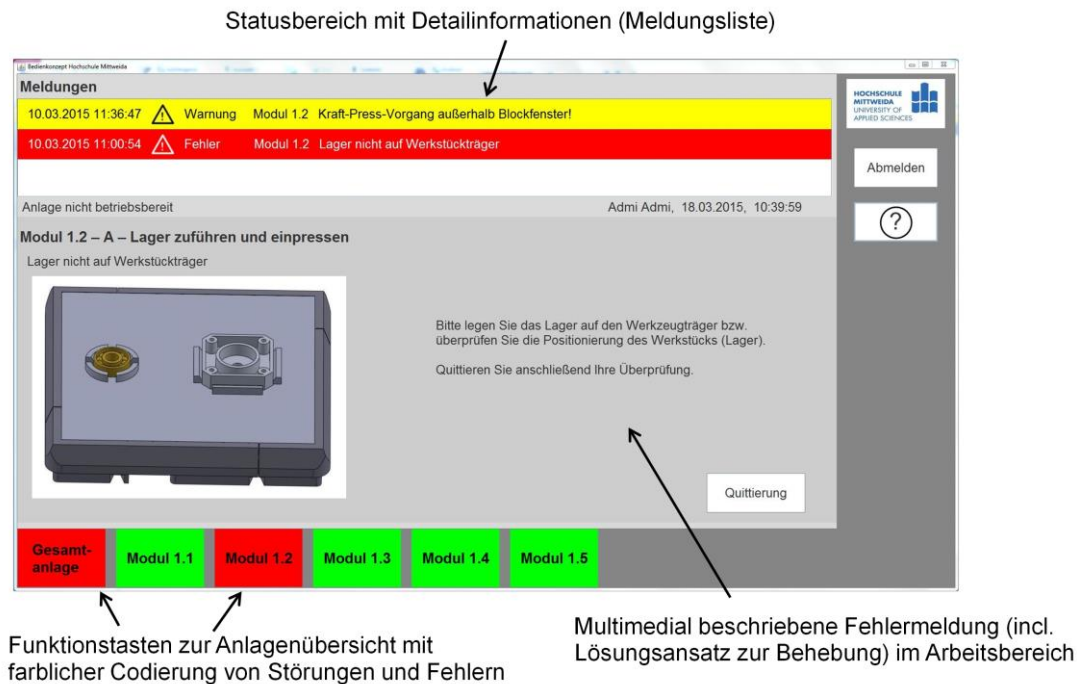 Statusbereich mit Detailinformationen (Meldungsliste)
Bedienkonzept Hochschule Mittweida
Meldungen
10.03.2015 11:36:47 Warnung Modul 1.2 Kraft-Press-Vorgang außerhalb Blockfenster!
10.03.2015 11:00:54 Fehler Modul 1.2 Lager nicht auf Werkstückträger
HOCHSCHULE
MITTWEIDA
UNIVERSITY OF
APPLIED SCIENCES
Abmelden
?
Anlage nicht betriebsbereit Admi Admi, 18.03.2015, 10:39:59
Modul 1.2 – A – Lager zuführen und einpressen
Lager nicht auf Werkstückträger
Bitte legen Sie das Lager auf den Werkzeugträger bzw.
überprüfen Sie die Positionierung des Werkstücks (Lager).
Quittieren Sie anschließend Ihre Überprüfung.
Quittierung
Gesamt-
anlage
Modul 1.1
Modul 1.2
Modul 1.3
Modul 1.4
Modul 1.5
Funktionstasten zur Anlagenübersicht mit
farblicher Codierung von Störungen und Fehlern
Multimedial beschriebene Fehlermeldung (incl.
Lösungsansatz zur Behebung) im Arbeitsbereich